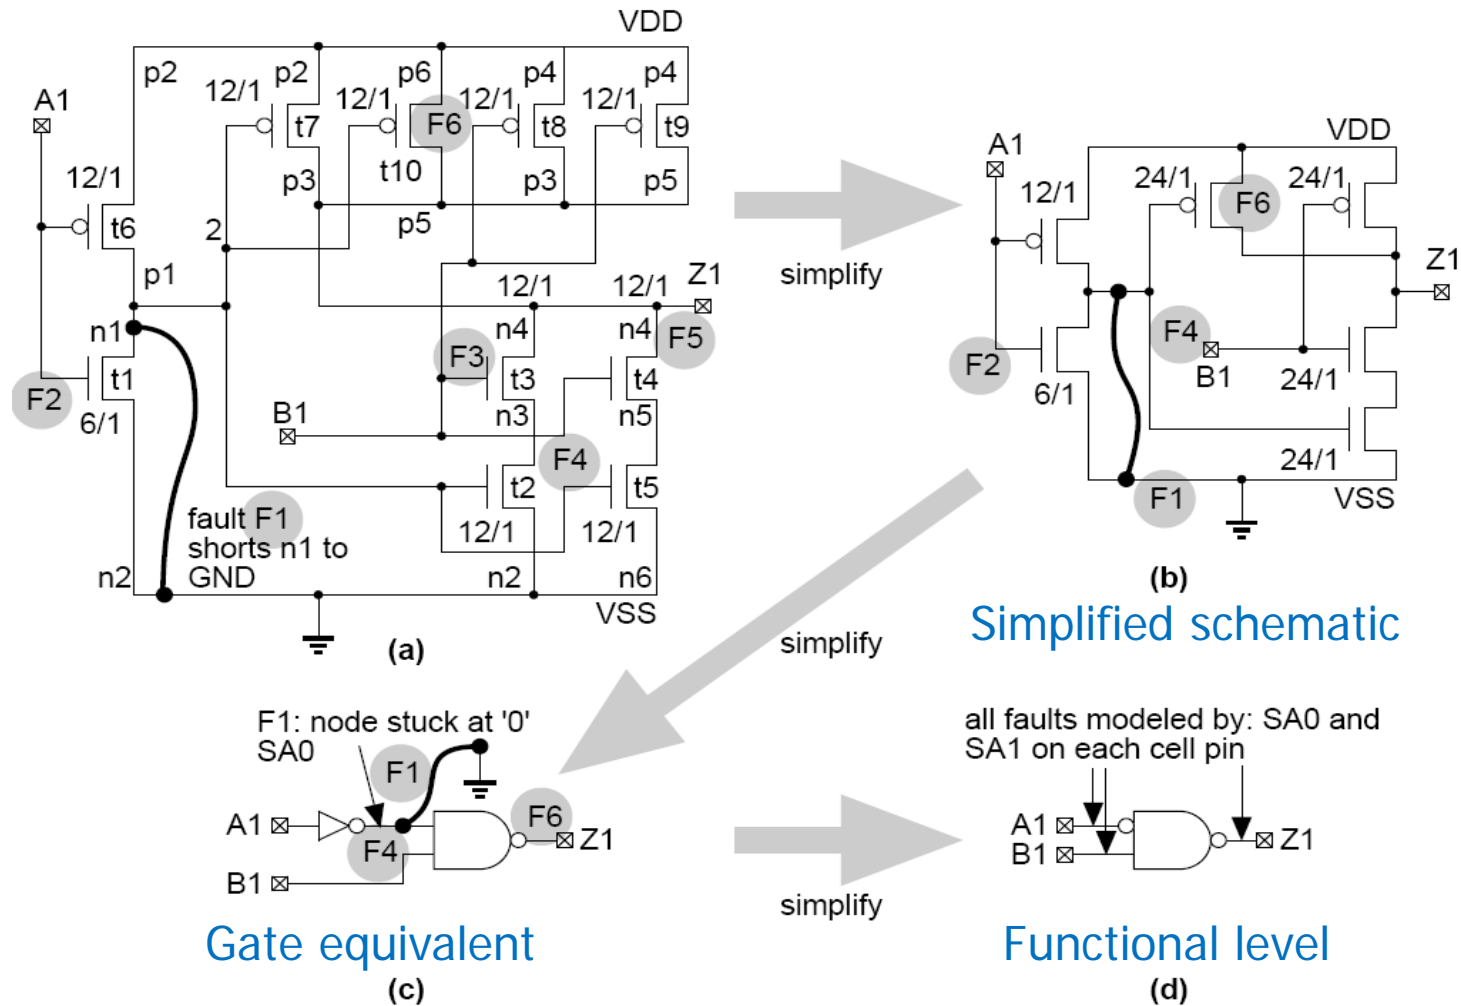 VDD
p2
p2
p6
p4
p4
12/1
12/1
12/1
12/1
A1
t7
F6
t8
t9
t10
12/1
p3
p3
p5
t6
2
p5
p1
12/1
12/1
Z1
n1
n4
n4
F5
F3
F2
t1
t3
t4
6/1
n3
n5
B1
F4
t2
t5
fault F1
shorts n1 to
GND
12/1
12/1
n2
n2
n6
VSS
(a)
simplify
VDD
A1
12/1
24/1
24/1
F6
Z1
F4
F2
B1
6/1
24/1
24/1
F1
VSS
(b)
Simplified schematic
simplify
F1: node stuck at '0'
SA0
F1
A1
F6
Z1
F4
B1
Gate equivalent
(c)
simplify
all faults modeled by: SA0 and
SA1 on each cell pin
A1
B1
Z1
Functional level
(d)